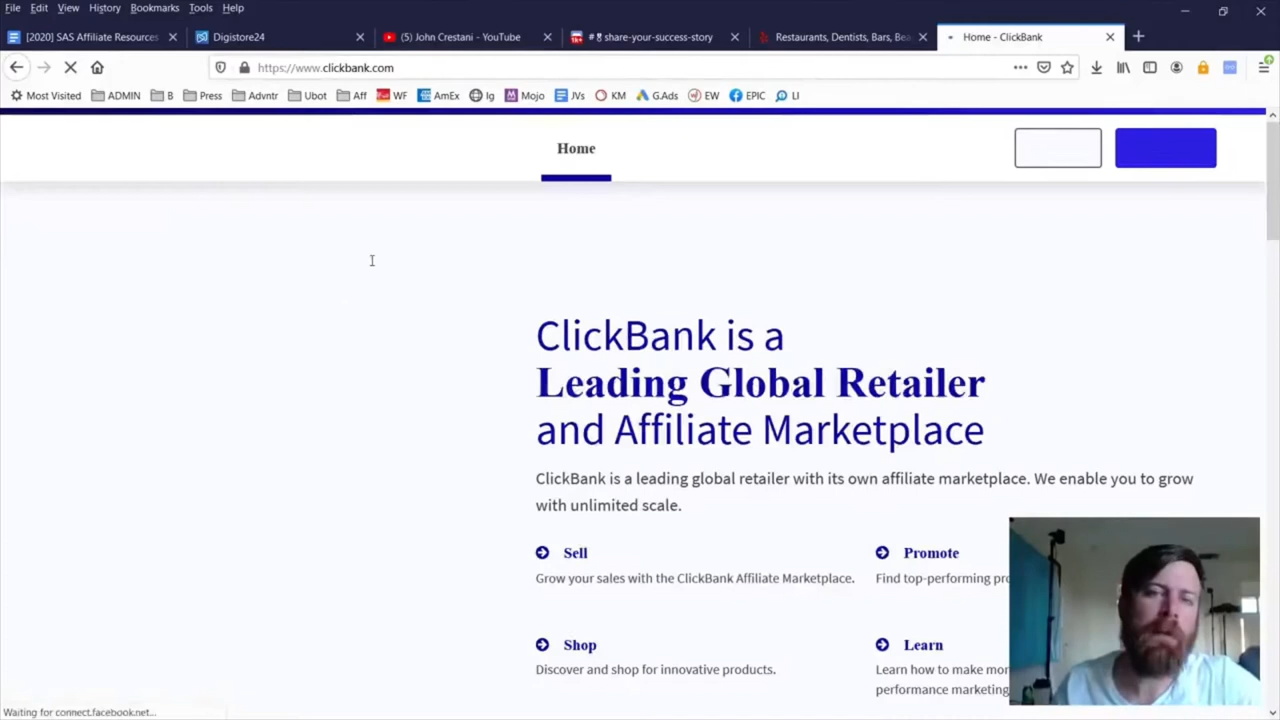 File Edit View History Bookmarks Tools Help
[2020] SAS Affiliate Resources
Digistore24
(5) John Crestani - YouTube
# share-your-success-story
Restaurants, Dentists, Bars, Bea
Home - ClickBank
https://www.clickbank.com
Most Visited ADMIN B Press Advntr Ubot Aff WF AmEx Ig Mojo JVs KM G.Ads EW EPIC LI
Home
ClickBank is a
Leading Global Retailer
and Affiliate Marketplace
ClickBank is a leading global retailer with its own affiliate marketplace. We enable you to grow
with unlimited scale.
Sell
Grow your sales with the ClickBank Affiliate Marketplace.
Promote
Find top-performing pro
Shop
Discover and shop for innovative products.
Learn
Learn how to make mor
performance marketing
Waiting for connect.facebook.net...